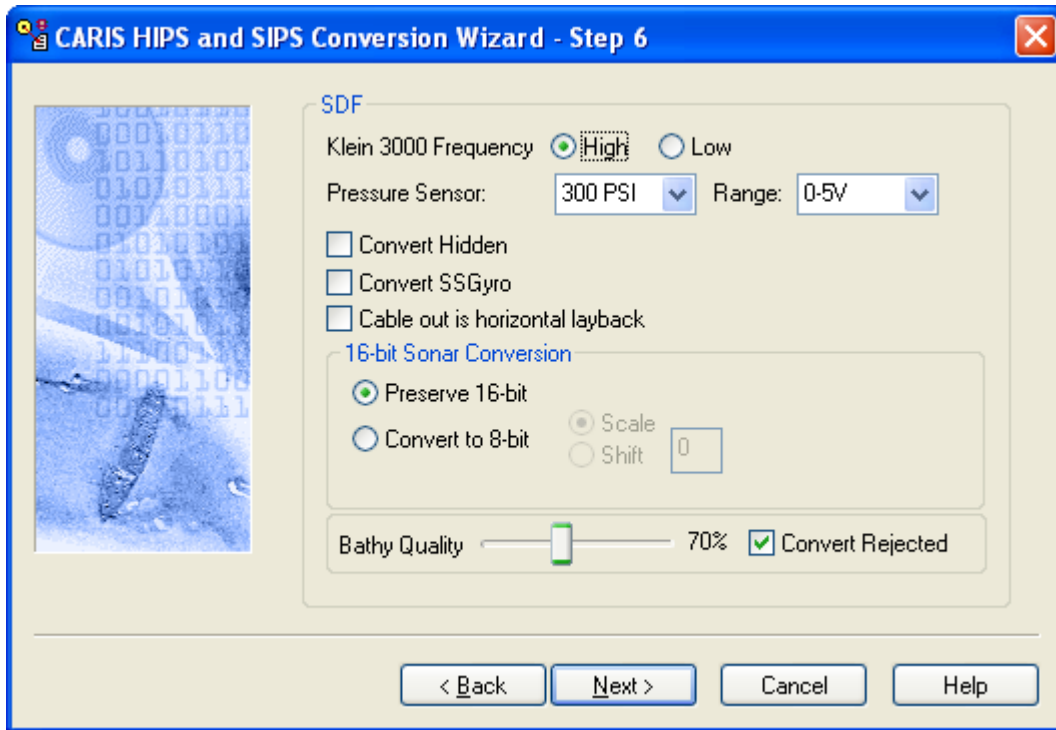 CARIS HIPS and SIPS Conversion Wizard - Step 6
SDF
Klein 3000 Frequency High Low
Pressure Sensor: 300 PSI Range: 0-5V
Convert Hidden
Convert SSGyro
Cable out is horizontal layback
16-bit Sonar Conversion
Preserve 16-bit
Convert to 8-bit Scale
Shift 0
Bathy Quality 70% Convert Rejected
< Back Next > Cancel Help